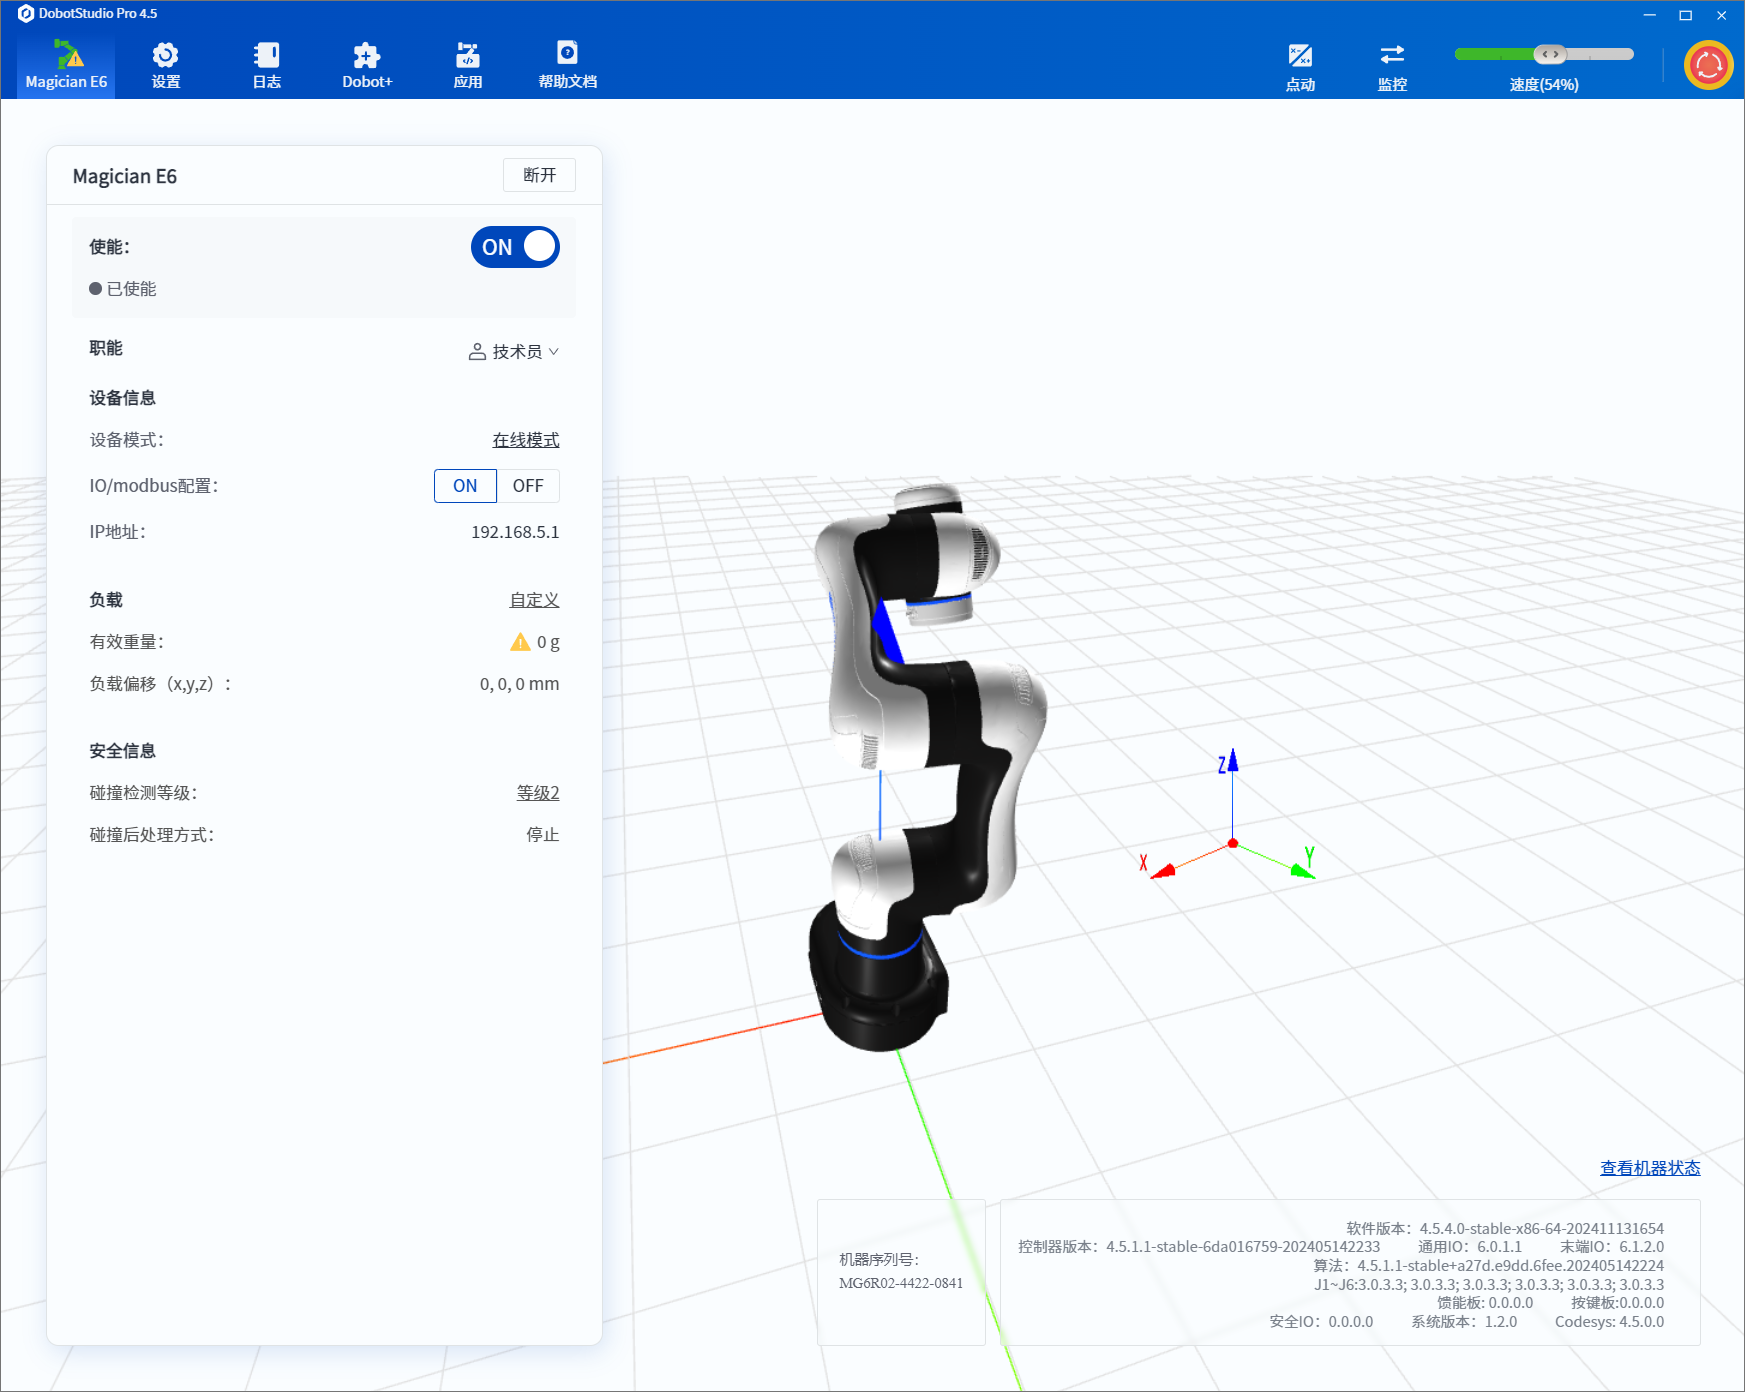 DobotStudio Pro 4.5
Magician E6
设置
日志
Dobot+
应用
帮助文档
点动
监控
速度(54%)
Magician E6
断开
使能：
ON
已使能
职能
技术员
设备信息
设备模式：
在线模式
IO/modbus配置：
ON
OFF
IP地址：
192.168.5.1
负载
自定义
有效重量：
0 g
负载偏移（x,y,z）：
0, 0, 0 mm
安全信息
碰撞检测等级：
等级2
碰撞后处理方式：
停止
Z
X
Y
查看机器状态
机器序列号：
MG6R02-4422-0841
软件版本：4.5.4.0-stable-x86-64-202411131654
控制器版本：4.5.1.1-stable-6da016759-202405142233 通用IO：6.0.1.1 末端IO：6.1.2.0
算法：4.5.1.1-stable+a27d.e9dd.6fee.202405142224
J1~J6:3.0.3.3; 3.0.3.3; 3.0.3.3; 3.0.3.3; 3.0.3.3; 3.0.3.3
馈能板: 0.0.0.0 按键板:0.0.0.0
安全IO：0.0.0.0 系统版本：1.2.0 Codesys: 4.5.0.0